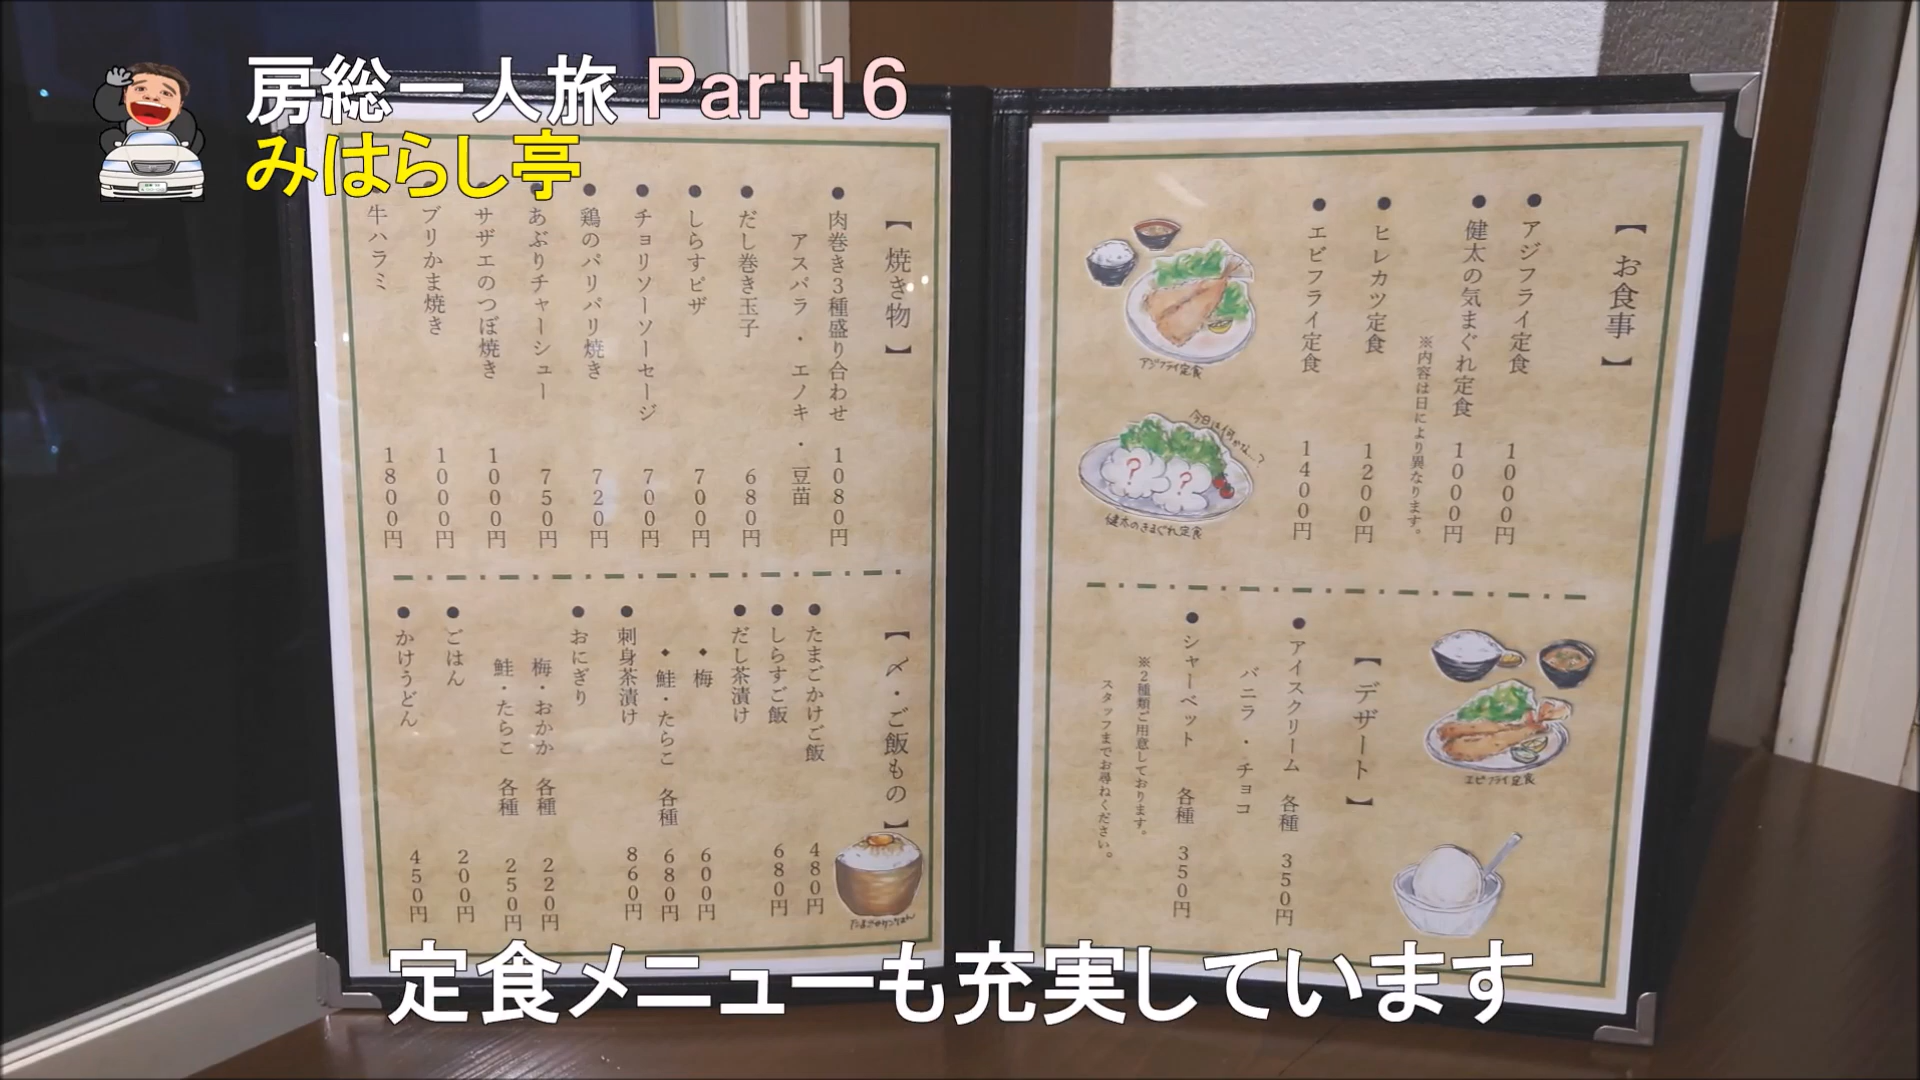 房総一人旅 Part16
みはらし亭
【お食事】
●アジフライ定食 1000円
●健太の気まぐれ定食 1000円
※内容は日により異なります。
●ヒレカツ定食 1200円
●エビフライ定食 1400円
アジフライ定食
今日は何かな…?
健太のきまぐれ定食
【デザート】
●アイスクリーム 各種 350円
バニラ・チョコ
●シャーベット 各種 350円
※2種類ご用意しております。
スタッフまでお尋ねください。
エビフライ定食
【焼き物】
●肉巻き3種盛り合わせ 1080円
アスパラ・エノキ・豆苗
●だし巻き玉子 680円
●しらすピザ 700円
●チョリソーソーセージ 700円
●鶏のパリパリ焼き 720円
あぶりチャーシュー 750円
サザエのつぼ焼き 1000円
ブリかま焼き 1000円
牛ハラミ 1800円
【〆・ご飯もの】
●たまごかけご飯 480円
●しらすご飯 680円
●だし茶漬け
◆梅 600円
◆鮭・たらこ 各種 680円
●刺身茶漬け 860円
●おにぎり
梅・おかか 各種 220円
鮭・たらこ 各種 250円
●ごはん 200円
●かけうどん 450円
定食メニューも充実しています